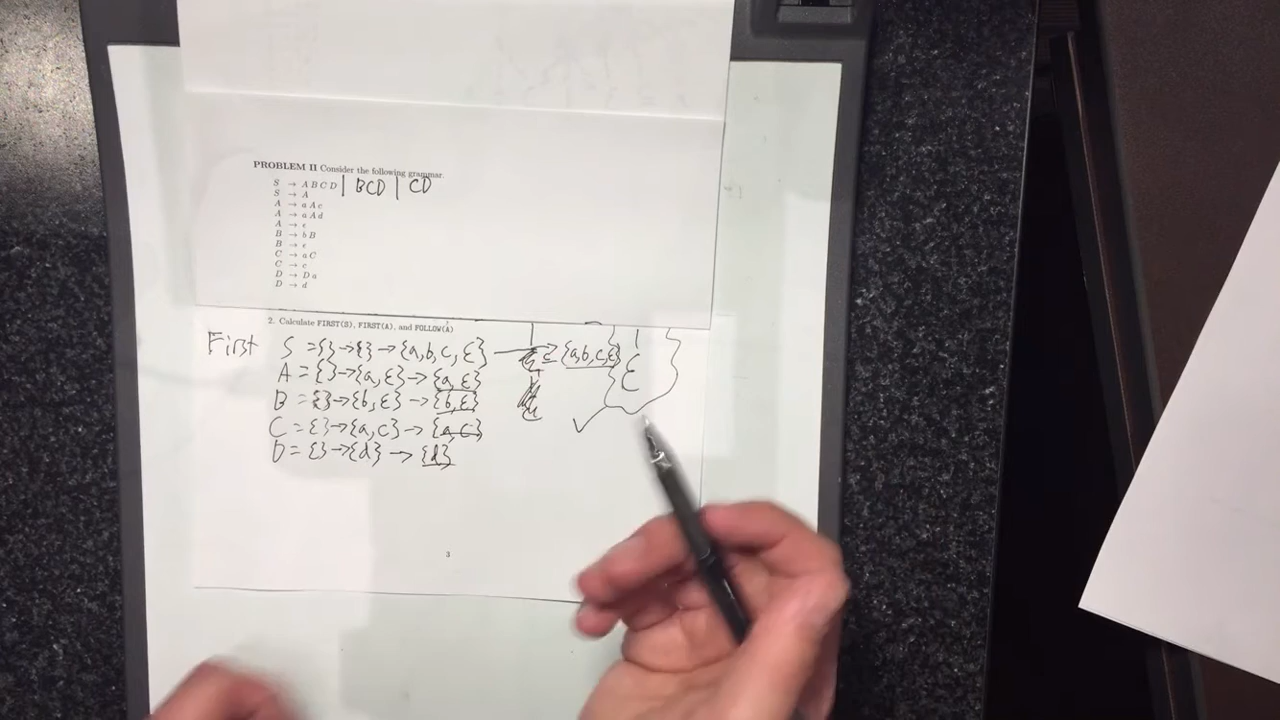 PROBLEM II Consider the following grammar.
S → A B C D | BCD | CD
S → A
A → a A c
A → a A d
A → ϵ
B → b B
B → ϵ
C → a C
C → c
D → D a
D → d
2. Calculate FIRST(S), FIRST(A), and FOLLOW(A)
First S = {} → {} → {a,b,c,ε} → {a,b,c,ε} ε
A = {} → {a,ε} → {a,ε}
B = {} → {b,ε} → {b,ε}
C = {} → {a,c} → {a c}
D = {} → {d} → {d}
3